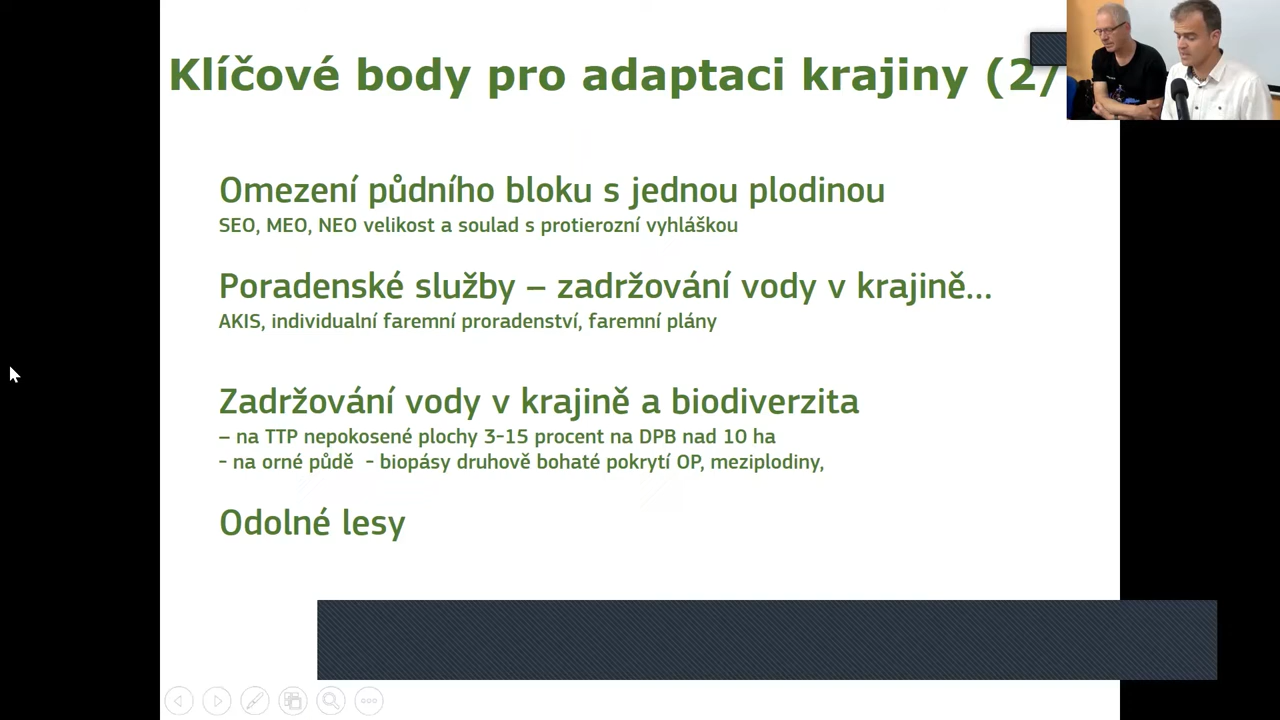 Klíčové body pro adaptaci krajiny (2/
Omezení půdního bloku s jednou plodinou
SEO, MEO, NEO velikost a soulad s protierozní vyhláškou
Poradenské služby – zadržování vody v krajině...
AKIS, individualní faremní proradenství, faremní plány
Zadržování vody v krajině a biodiverzita
– na TTP nepokosené plochy 3-15 procent na DPB nad 10 ha
- na orné půdě - biopásy druhově bohaté pokrytí OP, meziplodiny,
Odolné lesy